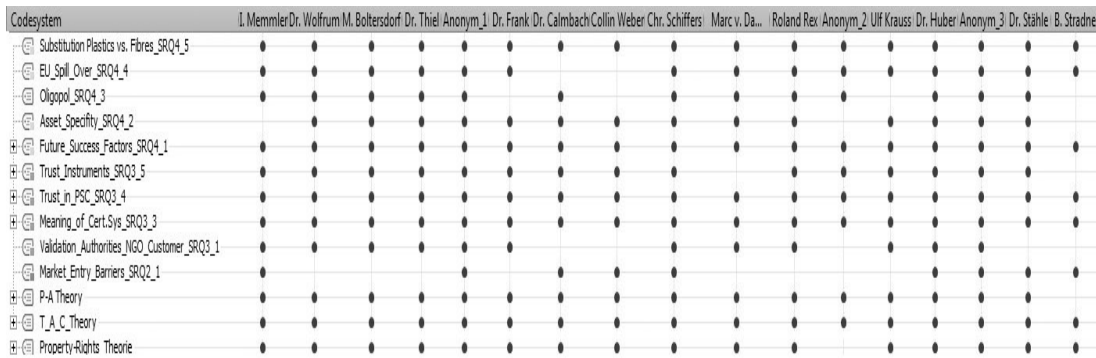 Codesystem I. Memmler Dr. Wolfrum M. Boltersdorf Dr. Thiel Anonym_1 Dr. Frank Dr. Calmbach Collin Weber Chr. Schiffers Marc v. Da... Roland Rex Anonym_2 Ulf Krauss Dr. Huber Anonym_3 Dr. Stähle B. Stradne
Substitution Plastics vs. Fibres_SRQ4_5
EU_Spill_Over_SRQ4_4
Oligopol_SRQ4_3
Asset_Specifity_SRQ4_2
Future_Success_Factors_SRQ4_1
Trust_Instruments_SRQ3_5
Trust_in_PSC_SRQ3_4
Meaning_of_Cert.Sys_SRQ3_3
Validation_Authorities_NGO_Customer_SRQ3_1
Market_Entry_Barriers_SRQ2_1
P-A Theory
T_A_C_Theory
Property-Rights Theorie